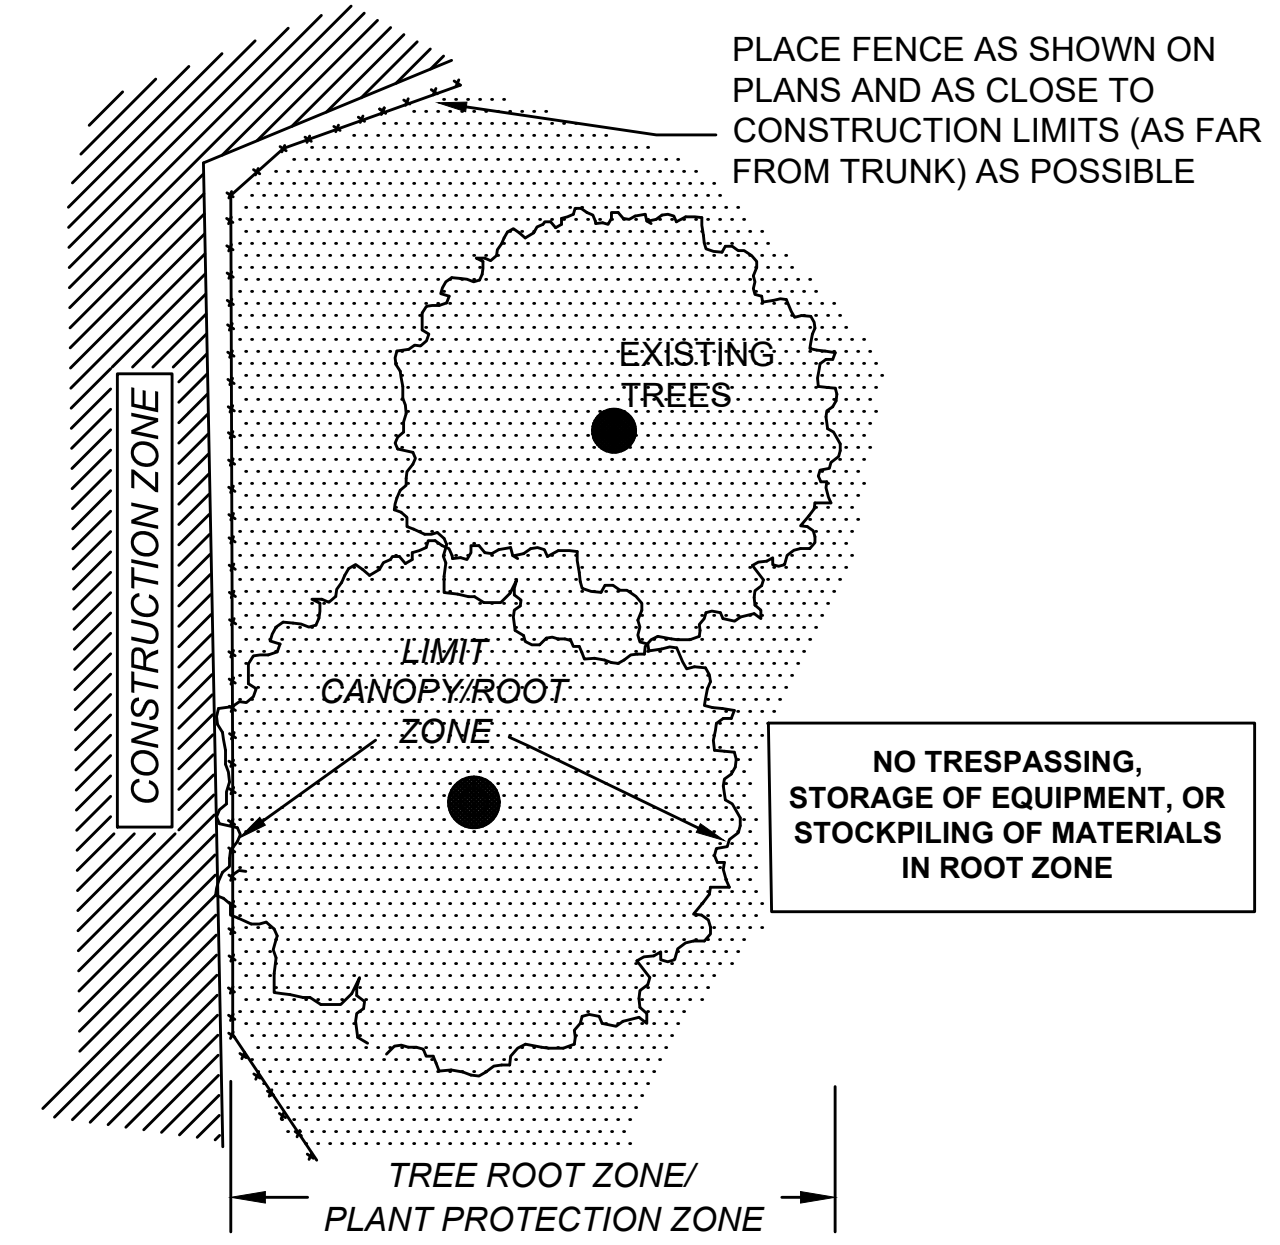 PLACE FENCE AS SHOWN ON
PLANS AND AS CLOSE TO
CONSTRUCTION LIMITS (AS FAR
FROM TRUNK) AS POSSIBLE
EXISTING
TREES
CONSTRUCTION ZONE
LIMIT
CANOPY/ROOT
ZONE
NO TRESPASSING,
STORAGE OF EQUIPMENT, OR
STOCKPILING OF MATERIALS
IN ROOT ZONE
TREE ROOT ZONE/
PLANT PROTECTION ZONE